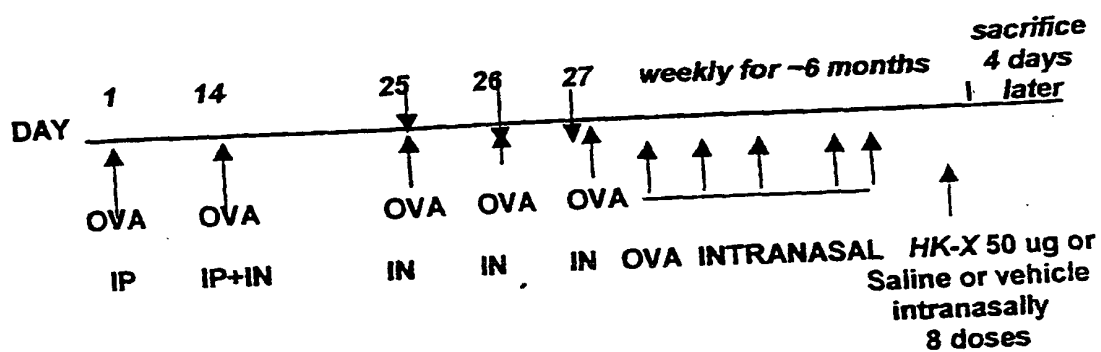 sacrifice
4 days
later
weekly for ~6 months
1 14 25 26 27
DAY
OVA OVA OVA OVA OVA
IP IP+IN IN IN IN OVA INTRANASAL HK-X 50 ug or
Saline or vehicle
intranasally
8 doses